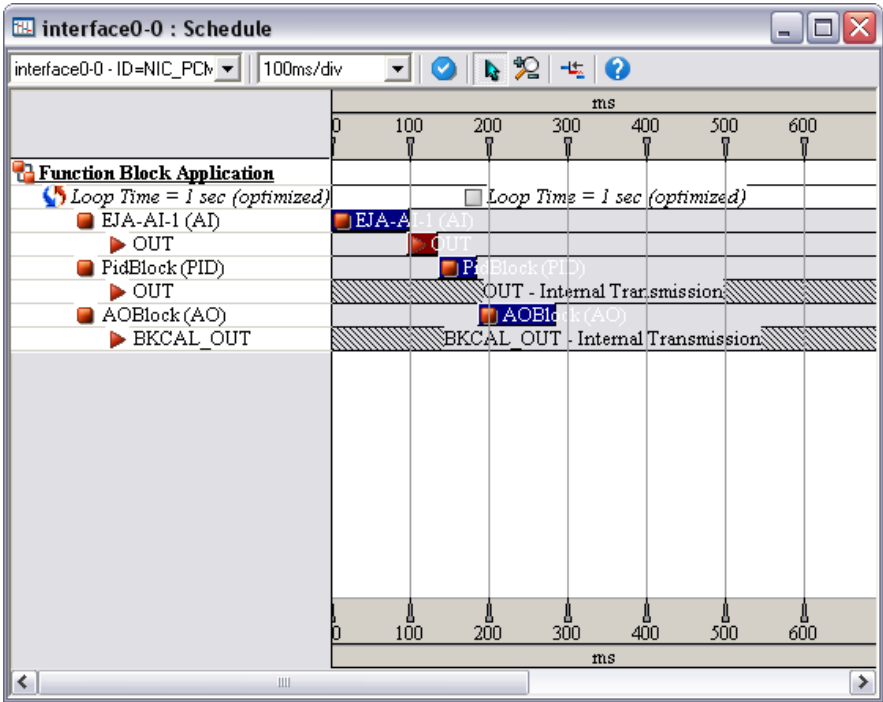 interface0-0 : Schedule
interface0-0 - ID=NIC_PCM 100ms/div
ms
0 100 200 300 400 500 600
Function Block Application
Loop Time = 1 sec (optimized) Loop Time = 1 sec (optimized)
EJA-AI-1 (AI) EJA-AI-1 (AI)
OUT OUT
PidBlock (PID) PidBlock (PID)
OUT OUT - Internal Transmission
AOBlock (AO) AOBlock (AO)
BKCAL_OUT BKCAL_OUT - Internal Transmission
0 100 200 300 400 500 600
ms